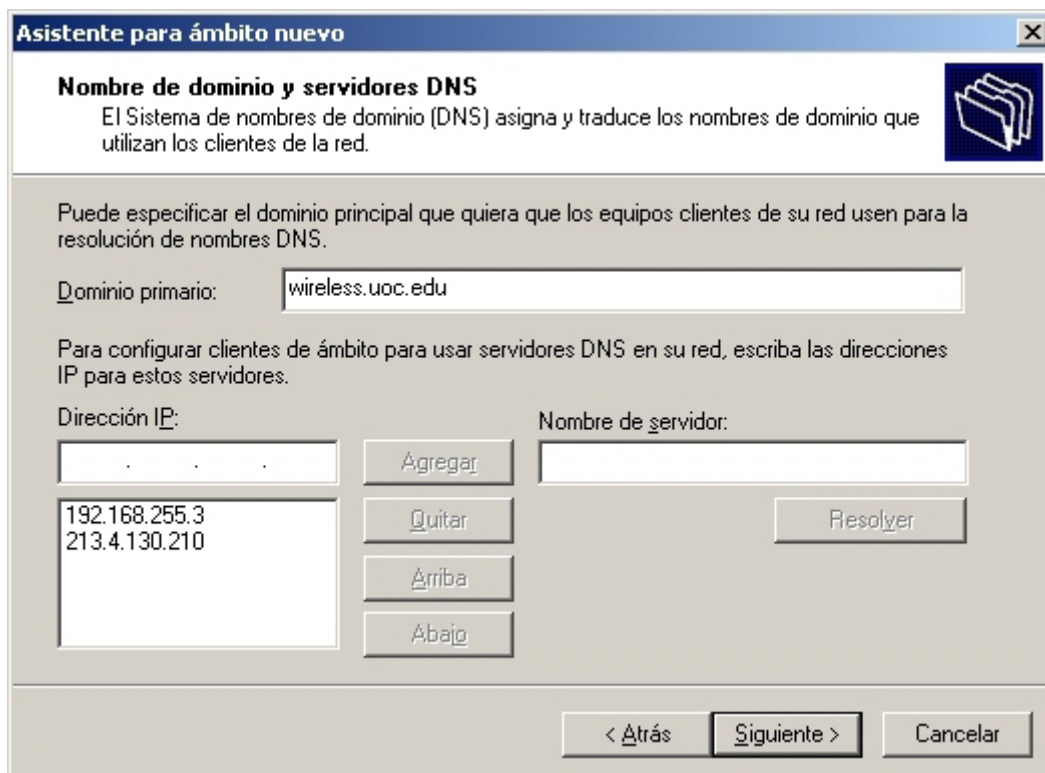 Asistente para ámbito nuevo
Nombre de dominio y servidores DNS
El Sistema de nombres de dominio (DNS) asigna y traduce los nombres de dominio que
utilizan los clientes de la red.
Puede especificar el dominio principal que quiera que los equipos clientes de su red usen para la
resolución de nombres DNS.
Dominio primario:
wireless.uoc.edu
Para configurar clientes de ámbito para usar servidores DNS en su red, escriba las direcciones
IP para estos servidores.
Dirección IP:
Nombre de servidor:
. . .
Agregar
192.168.255.3
213.4.130.210
Quitar
Resolver
Arriba
Abajo
< Atrás
Siguiente >
Cancelar